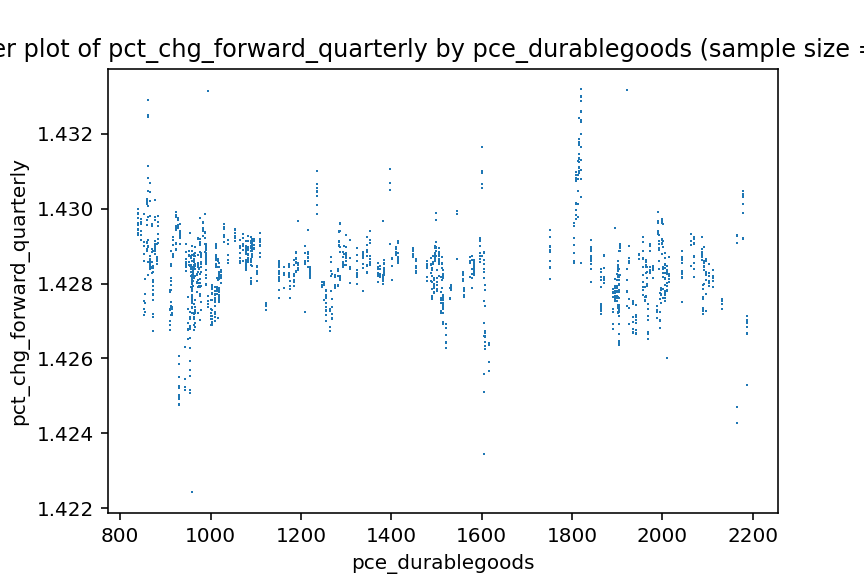 er plot of pct_chg_forward_quarterly by pce_durablegoods (sample size =
1.432
1.430
1.428
1.426
1.424
1.422
pct_chg_forward_quarterly
800 1000 1200 1400 1600 1800 2000 2200
pce_durablegoods